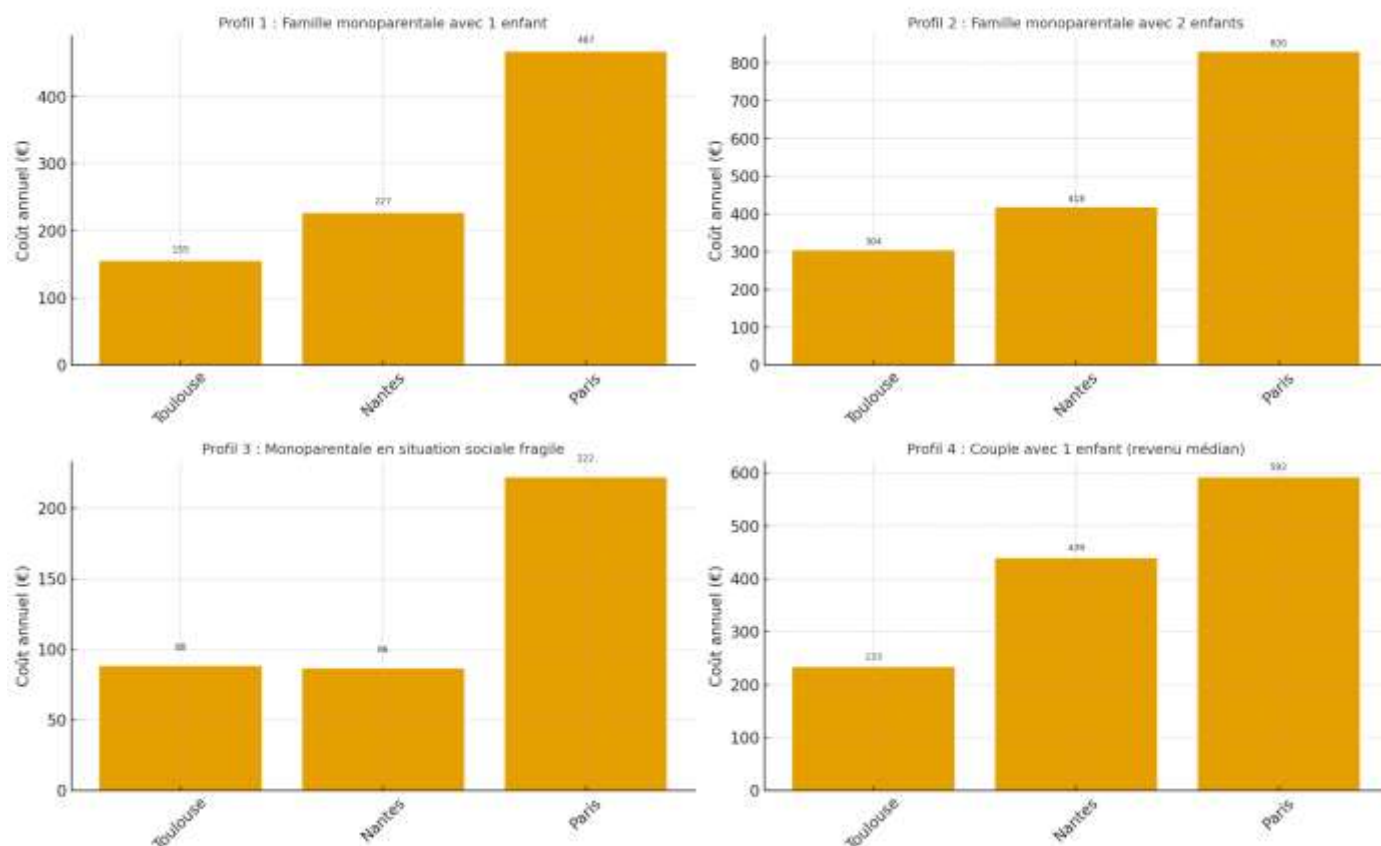 Profil 1 : Famille monoparentale avec 1 enfant
Coût annuel (€)
400
300
200
100
0
155
227
467
Toulouse
Nantes
Paris
Profil 2 : Famille monoparentale avec 2 enfants
Coût annuel (€)
800
700
600
500
400
300
200
100
0
304
418
830
Toulouse
Nantes
Paris
Profil 3 : Monoparentale en situation sociale fragile
Coût annuel (€)
200
150
100
50
0
88
86
222
Toulouse
Nantes
Paris
Profil 4 : Couple avec 1 enfant (revenu médian)
Coût annuel (€)
600
500
400
300
200
100
0
233
439
592
Toulouse
Nantes
Paris